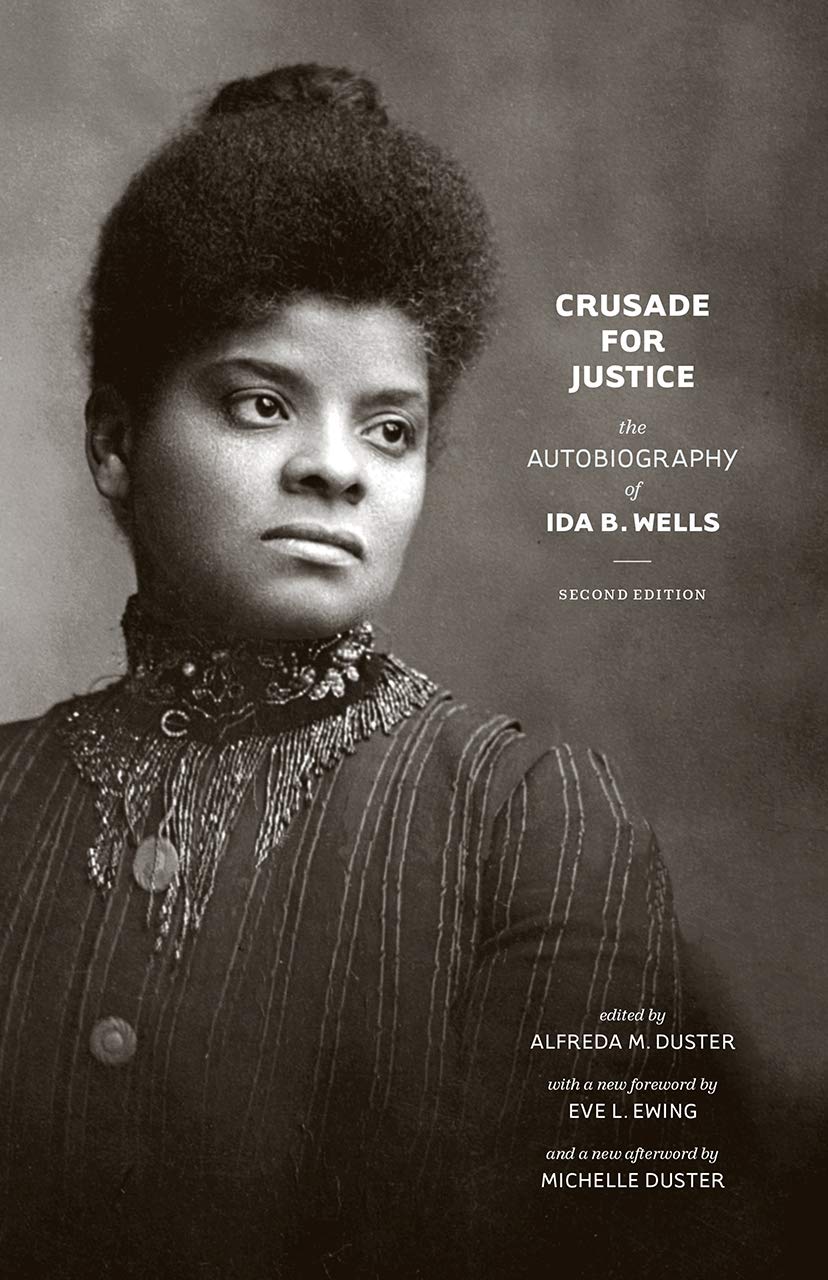 CRUSADE
FOR
JUSTICE
the
AUTOBIOGRAPHY
of
IDA B. WELLS
SECOND EDITION
edited by
ALFREDA M. DUSTER
with a new foreword by
EVE L. EWING
and a new afterword by
MICHELLE DUSTER